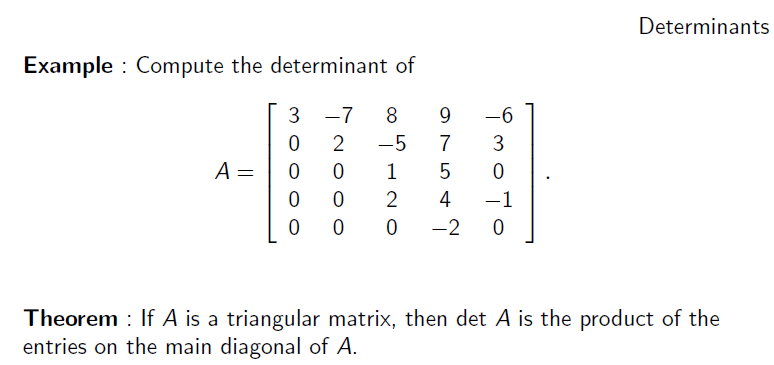 Determinants
Example : Compute the determinant of
3 −7 8 9 −6
0 2 −5 7 3
A = 0 0 1 5 0 .
0 0 2 4 −1
0 0 0 −2 0
Theorem : If A is a triangular matrix, then det A is the product of the
entries on the main diagonal of A.